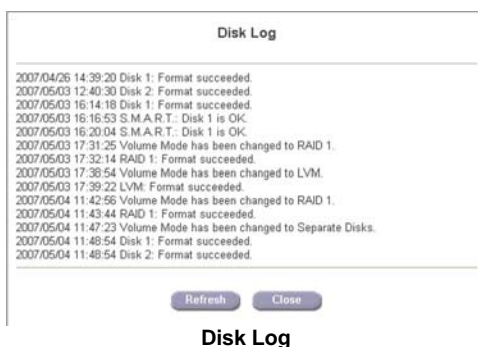 Disk Log
2007/04/26 14:39:20 Disk 1: Format succeeded.
2007/05/03 12:40:30 Disk 2: Format succeeded.
2007/05/03 16:14:18 Disk 1: Format succeeded.
2007/05/03 16:16:53 S.M.A.R.T.: Disk 1 is OK.
2007/05/03 16:20:04 S.M.A.R.T.: Disk 1 is OK.
2007/05/03 17:31:25 Volume Mode has been changed to RAID 1.
2007/05/03 17:32:14 RAID 1: Format succeeded.
2007/05/03 17:38:54 Volume Mode has been changed to LVM.
2007/05/03 17:39:22 LVM: Format succeeded.
2007/05/04 11:42:56 Volume Mode has been changed to RAID 1.
2007/05/04 11:43:44 RAID 1: Format succeeded.
2007/05/04 11:47:23 Volume Mode has been changed to Separate Disks.
2007/05/04 11:48:54 Disk 1: Format succeeded.
2007/05/04 11:48:54 Disk 2: Format succeeded.
Refresh Close
Disk Log